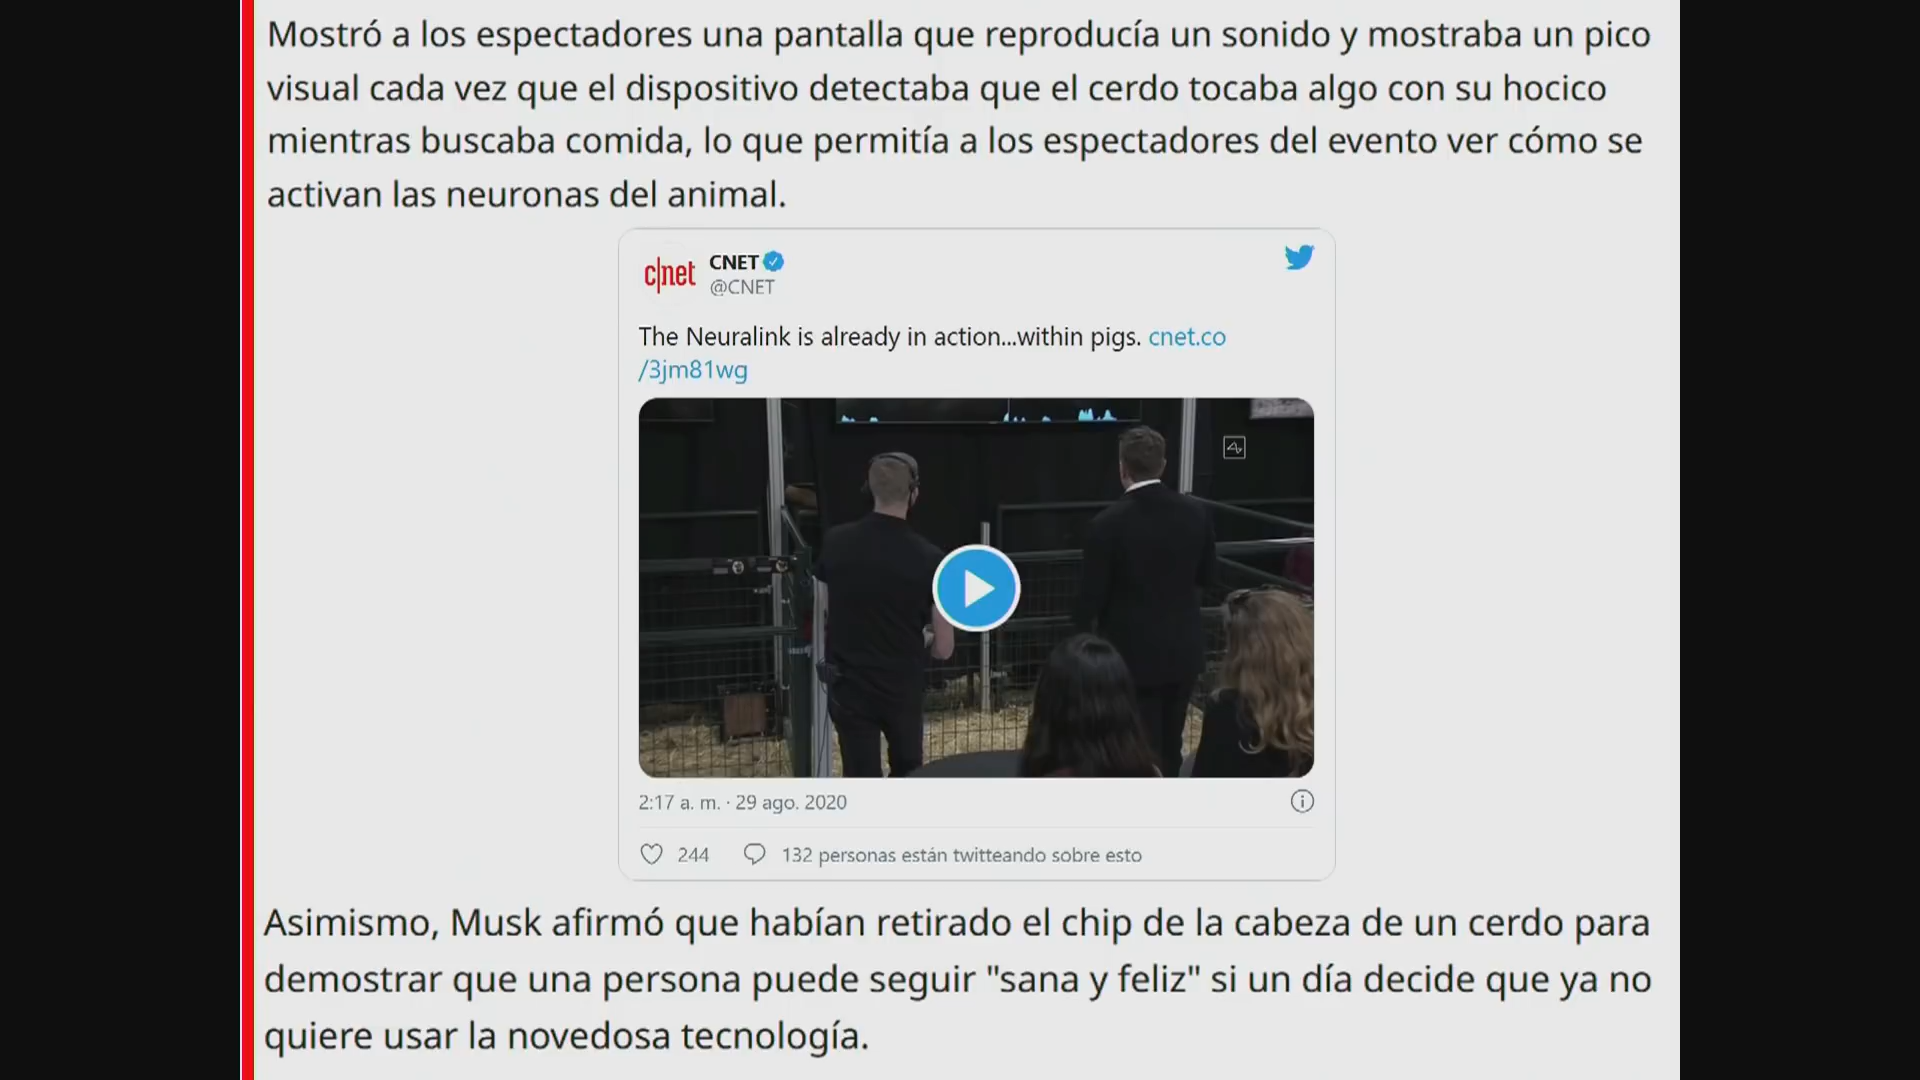 Mostró a los espectadores una pantalla que reproducía un sonido y mostraba un pico
visual cada vez que el dispositivo detectaba que el cerdo tocaba algo con su hocico
mientras buscaba comida, lo que permitía a los espectadores del evento ver cómo se
activan las neuronas del animal.
c|net
CNET
@CNET
The Neuralink is already in action...within pigs. cnet.co
/3jm81wg
2:17 a. m. · 29 ago. 2020
244
132 personas están twitteando sobre esto
Asimismo, Musk afirmó que habían retirado el chip de la cabeza de un cerdo para
demostrar que una persona puede seguir "sana y feliz" si un día decide que ya no
quiere usar la novedosa tecnología.